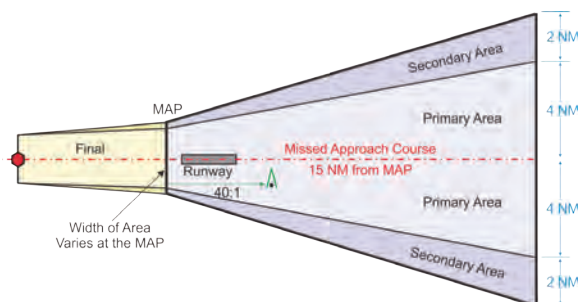 2 NM
Secondary Area
MAP
4 NM
Primary Area
Final
Missed Approach Course
Runway
15 NM from MAP
40:1
Primary Area
4 NM
Width of Area
Varies at the MAP
Secondary Area
2 NM